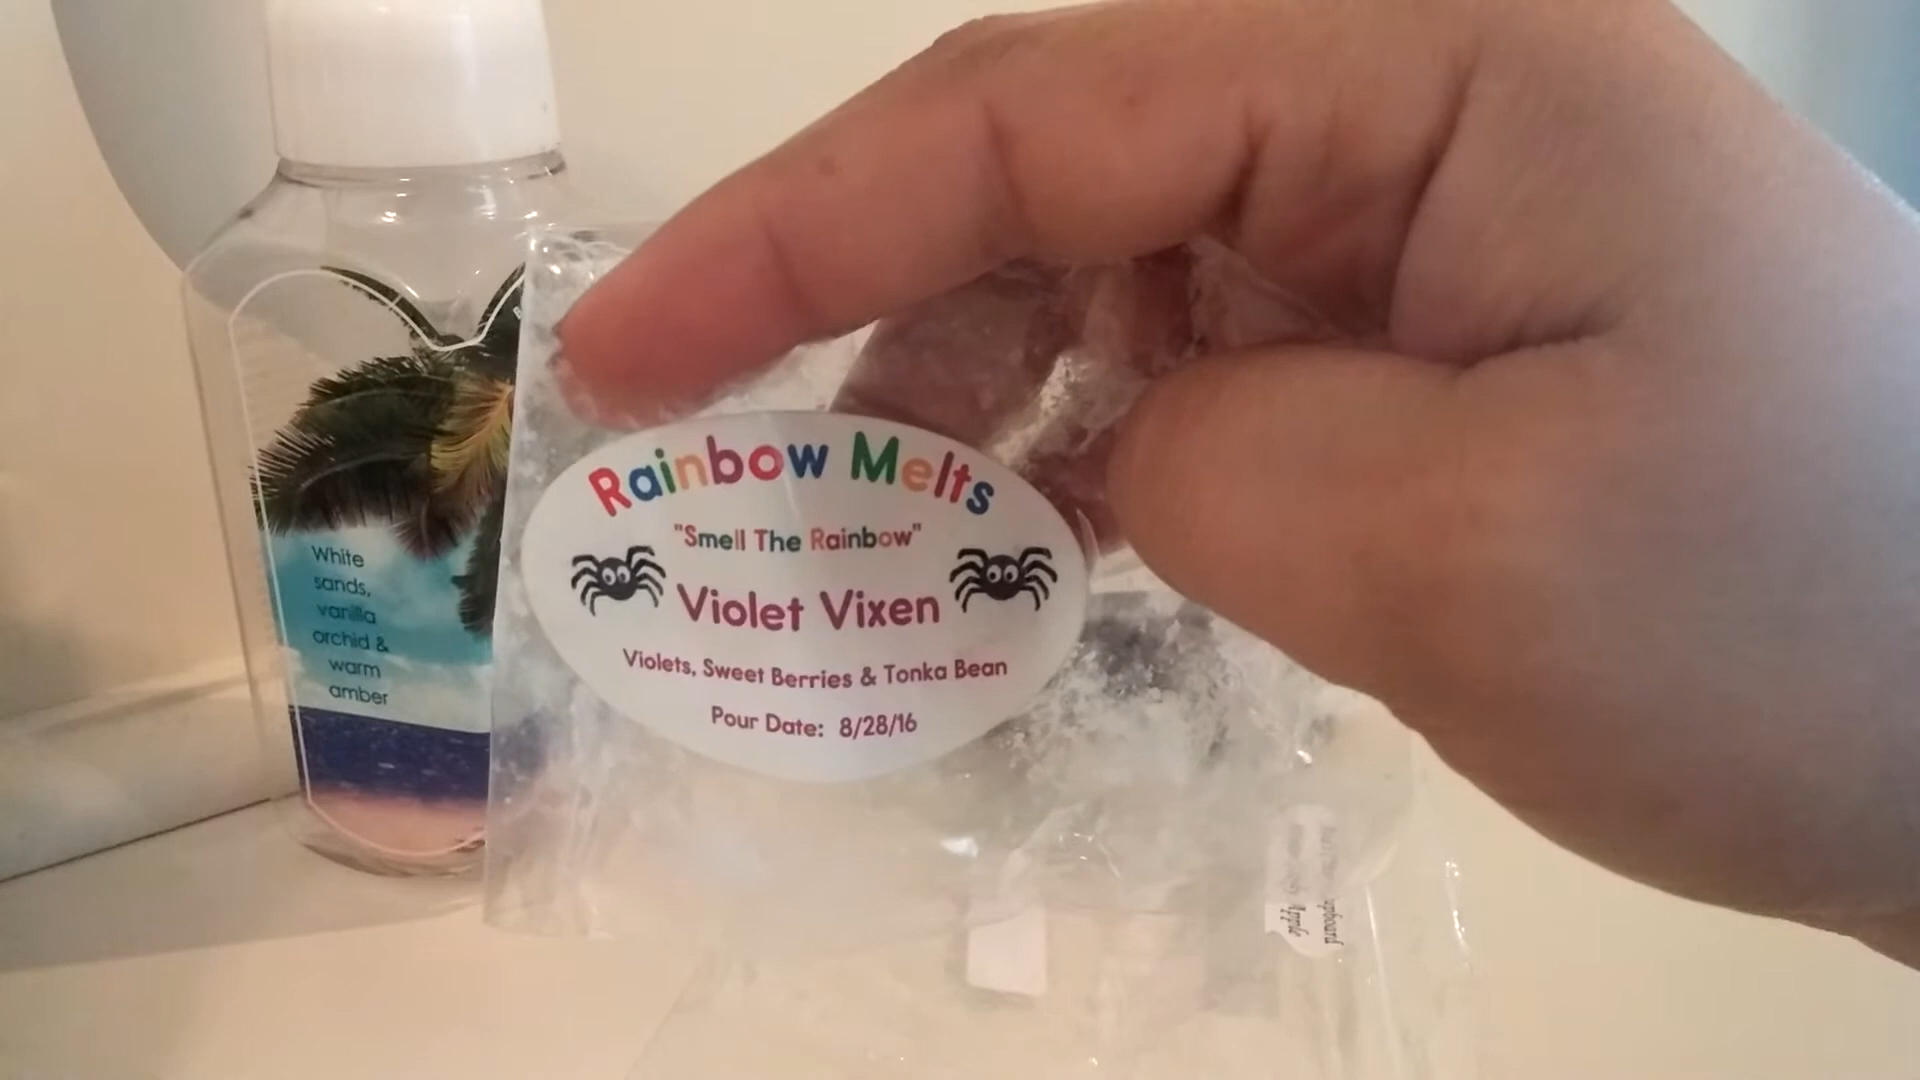 White
sands,
vanilla
orchid &
warm
amber
Rainbow Melts
"Smell The Rainbow"
Violet Vixen
Violets, Sweet Berries & Tonka Bean
Pour Date: 8/28/16